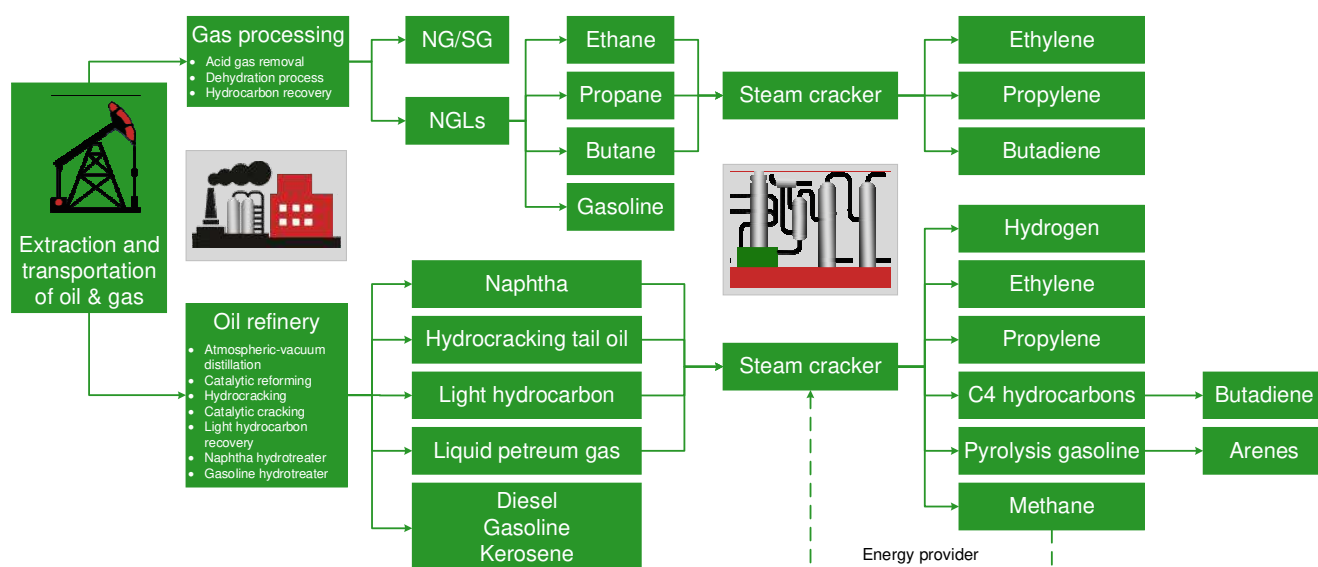 Extraction and
transportation
of oil & gas
Gas processing
• Acid gas removal
• Dehydration process
• Hydrocarbon recovery
NG/SG
NGLs
Ethane
Propane
Butane
Gasoline
Steam cracker
Ethylene
Propylene
Butadiene
Oil refinery
• Atmospheric-vacuum
distillation
• Catalytic reforming
• Hydrocracking
• Catalytic cracking
• Light hydrocarbon
recovery
• Naphtha hydrotreater
• Gasoline hydrotreater
Naphtha
Hydrocracking tail oil
Light hydrocarbon
Liquid petreum gas
Diesel
Gasoline
Kerosene
Steam cracker
Hydrogen
Ethylene
Propylene
C4 hydrocarbons
Butadiene
Pyrolysis gasoline
Arenes
Methane
Energy provider